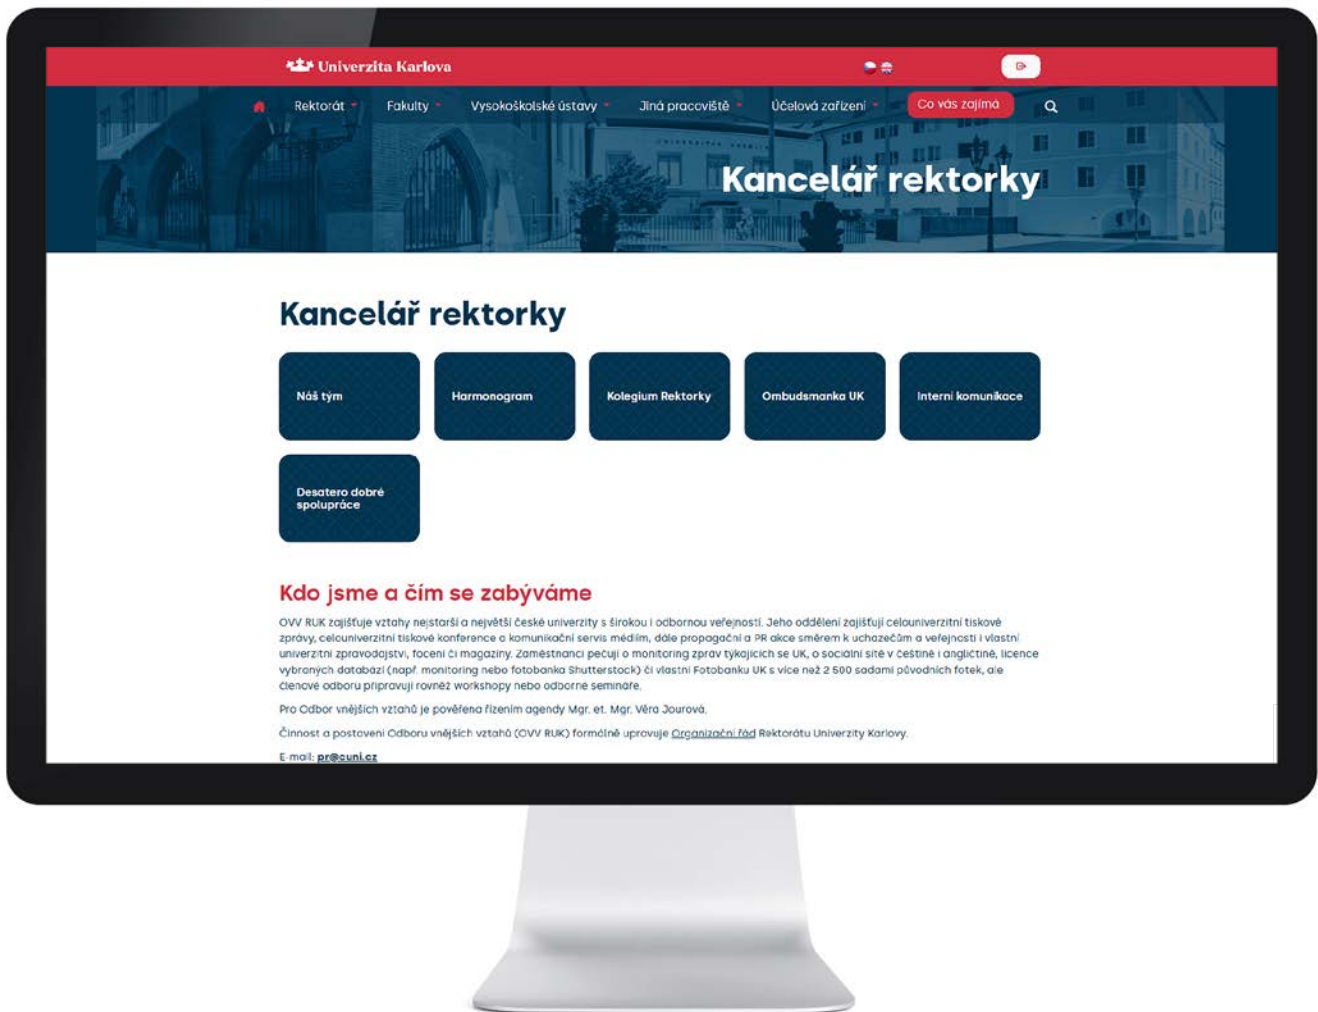 Univerzita Karlova
Rektorát
Fakulty
Vysokoškolské ústavy
Jiná pracoviště
Účelová zařízení
Co vás zajímá
Kancelář rektorky
Kancelář rektorky
Náš tým
Harmonogram
Kolegium Rektorky
Ombudsmanka UK
Interní komunikace
Desatero dobré
spolupráce
Kdo jsme a čím se zabýváme
OVV RUK zajišťuje vztahy nejstarší a největší české univerzity s širokou i odbornou veřejností. Jeho oddělení zajišťují celouniverzitní tiskové
zprávy, celouniverzitní tiskové konference a komunikační servis médiím, dále propagační a PR akce směrem k uchazečům a veřejnosti i vlastní
univerzitní zpravodajství, focení či magazíny. Zaměstnanci pečují o monitoring zpráv týkajících se UK, o sociální sítě v češtině i angličtině, licence
vybraných databází (např. monitoring nebo fotobanka Shutterstock) či vlastní Fotobanku UK s více než 2 500 sadami původních fotek, ale
členové odboru připravují rovněž workshopy nebo odborné semináře.
Pro Odbor vnějších vztahů je pověřena řízením agendy Mgr. et. Mgr. Věra Jourová.
Činnost a postavení Odboru vnějších vztahů (OVV RUK) formálně upravuje Organizační řád Rektorátu Univerzity Karlovy.
E-mail: pr@cuni.cz